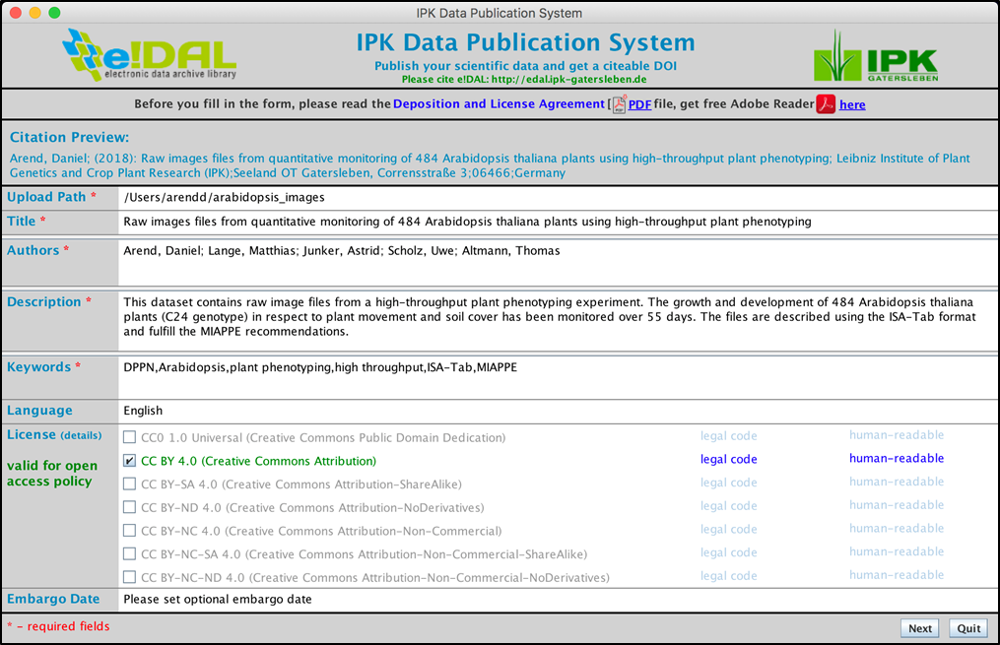 IPK Data Publication System
e!DAL
electronic data archive library
IPK Data Publication System
Publish your scientific data and get a citeable DOI
Please cite e!DAL: http://edal.ipk-gatersleben.de
IPK
GATERSLEBEN
Before you fill in the form, please read the Deposition and License Agreement [PDF file, get free Adobe Reader here
Citation Preview:
Arend, Daniel; (2018): Raw images files from quantitative monitoring of 484 Arabidopsis thaliana plants using high-throughput plant phenotyping; Leibniz Institute of Plant
Genetics and Crop Plant Research (IPK);Seeland OT Gatersleben, Corrensstraße 3;06466;Germany
Upload Path * /Users/arendd/arabidopsis_images
Title * Raw images files from quantitative monitoring of 484 Arabidopsis thaliana plants using high-throughput plant phenotyping
Authors * Arend, Daniel; Lange, Matthias; Junker, Astrid; Scholz, Uwe; Altmann, Thomas
Description * This dataset contains raw image files from a high-throughput plant phenotyping experiment. The growth and development of 484 Arabidopsis thaliana
plants (C24 genotype) in respect to plant movement and soil cover has been monitored over 55 days. The files are described using the ISA-Tab format
and fulfill the MIAPPE recommendations.
Keywords * DPPN,Arabidopsis,plant phenotyping,high throughput,ISA-Tab,MIAPPE
Language English
License (details)
valid for open
access policy
CC0 1.0 Universal (Creative Commons Public Domain Dedication) legal code human-readable
CC BY 4.0 (Creative Commons Attribution) legal code human-readable
CC BY-SA 4.0 (Creative Commons Attribution-ShareAlike) legal code human-readable
CC BY-ND 4.0 (Creative Commons Attribution-NoDerivatives) legal code human-readable
CC BY-NC 4.0 (Creative Commons Attribution-Non-Commercial) legal code human-readable
CC BY-NC-SA 4.0 (Creative Commons Attribution-Non-Commercial-ShareAlike) legal code human-readable
CC BY-NC-ND 4.0 (Creative Commons Attribution-Non-Commercial-NoDerivatives) legal code human-readable
Embargo Date Please set optional embargo date
* - required fields
Next Quit